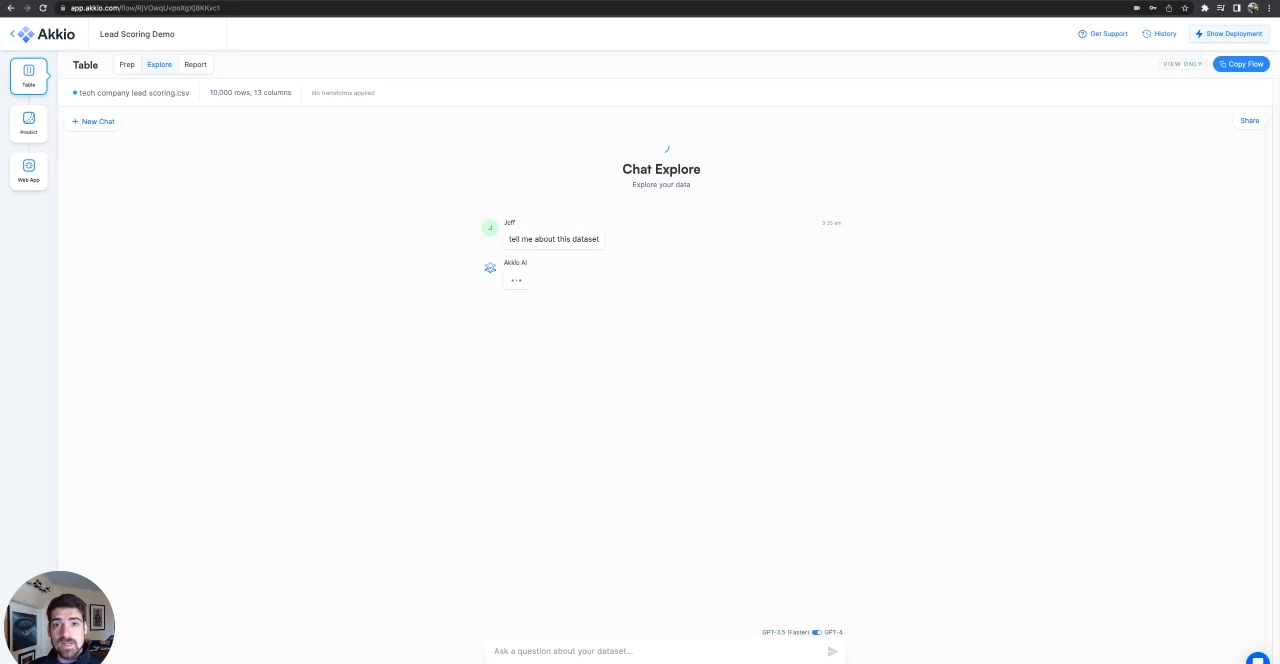 app.akkio.com/flow/RjVOwqUvpoXgXj8KKvc1
Akkio
Lead Scoring Demo
Get Support
History
Show Deployment
Table
Table
Prep
Explore
Report
VIEW ONLY
Copy Flow
tech company lead scoring.csv
10,000 rows, 13 columns
No transforms applied
+ New Chat
Share
Predict
Web App
Chat Explore
Explore your data
J
Jeff
9:35 am
tell me about this dataset
Akkio AI
GPT-3.5 (Faster)
GPT-4
Ask a question about your dataset...